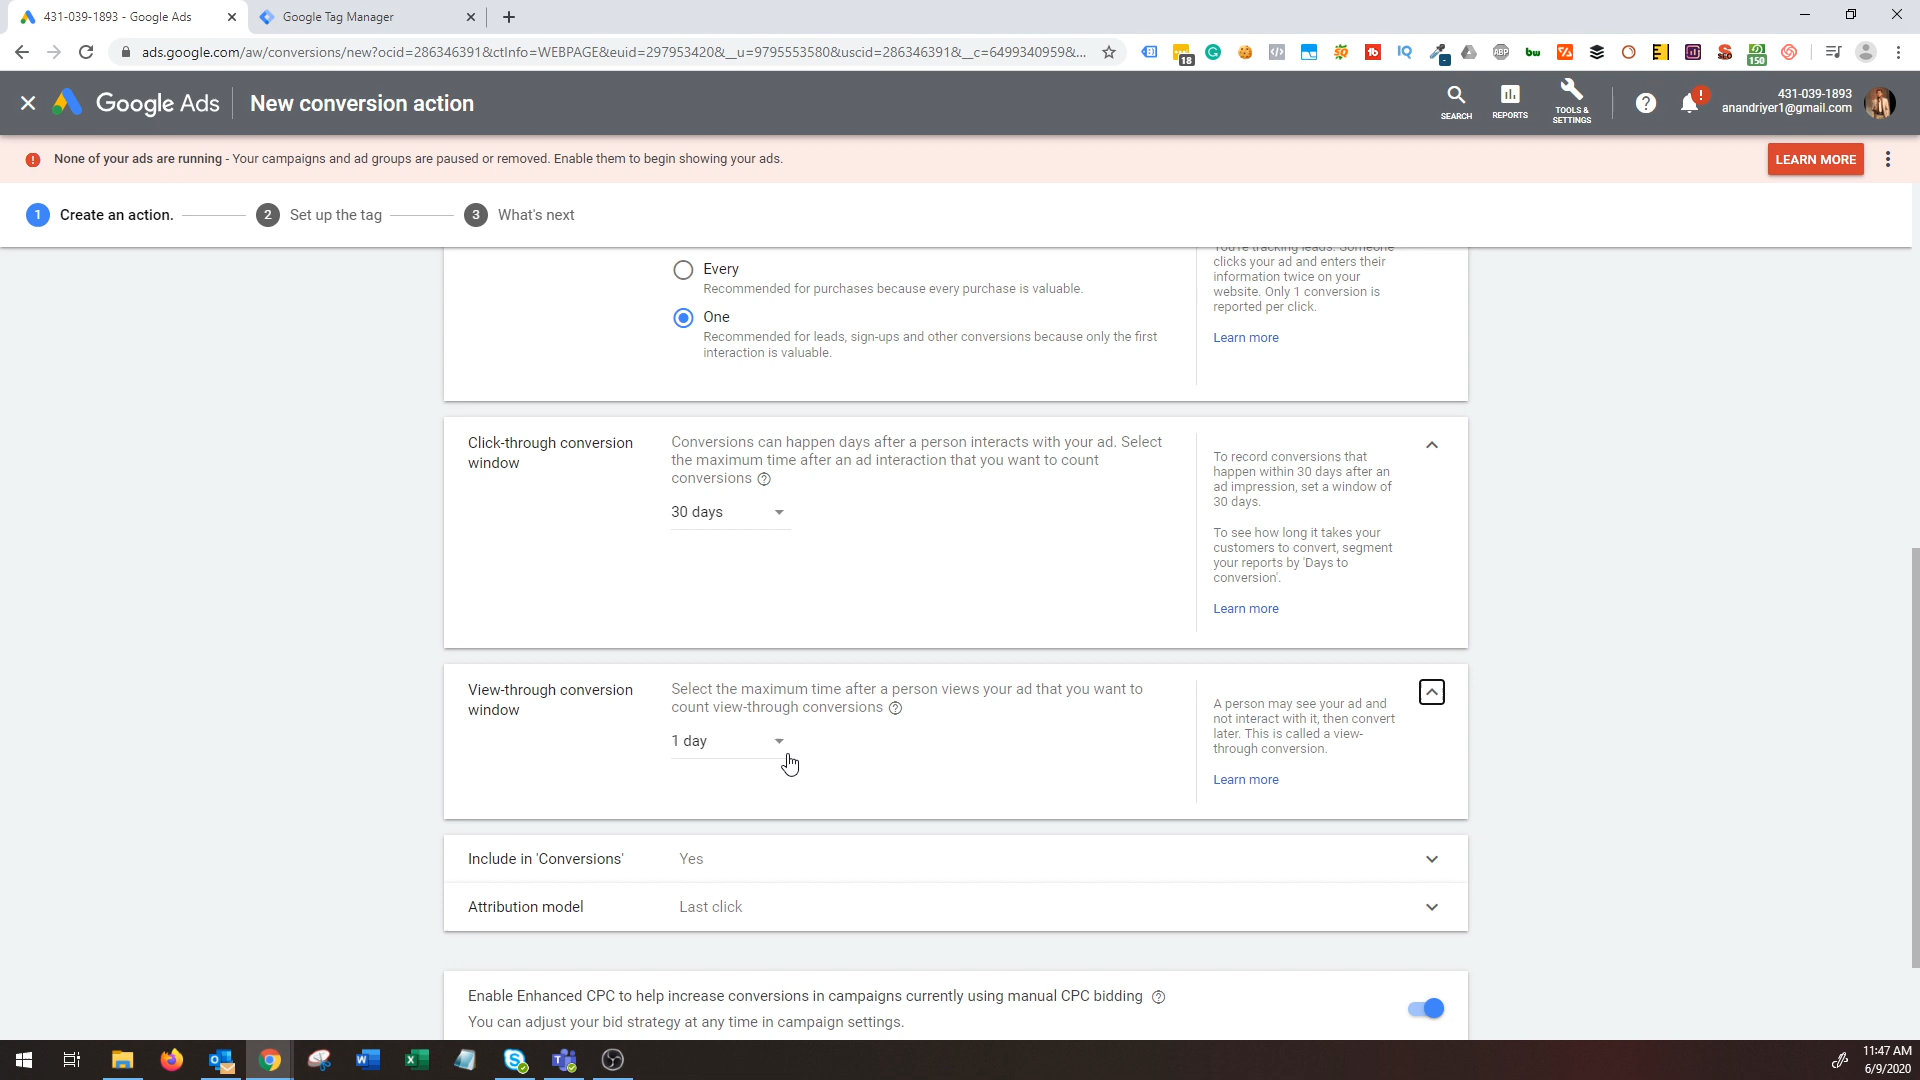 431-039-1893 - Google Ads
Google Tag Manager
ads.google.com/aw/conversions/new?ocid=286346391&ctInfo=WEBPAGE&euid=297953420&__u=9795553580&uscid=286346391&__c=6499340959&...
Google Ads
New conversion action
SEARCH
REPORTS
TOOLS &
SETTINGS
431-039-1893
anandriyer1@gmail.com
None of your ads are running - Your campaigns and ad groups are paused or removed. Enable them to begin showing your ads.
LEARN MORE
1 Create an action.
2 Set up the tag
3 What's next
Every
Recommended for purchases because every purchase is valuable.
One
Recommended for leads, sign-ups and other conversions because only the first
interaction is valuable.
You're tracking leads. Someone
clicks your ad and enters their
information twice on your
website. Only 1 conversion is
reported per click.
Learn more
Click-through conversion
window
Conversions can happen days after a person interacts with your ad. Select
the maximum time after an ad interaction that you want to count
conversions
30 days
To record conversions that
happen within 30 days after an
ad impression, set a window of
30 days.
To see how long it takes your
customers to convert, segment
your reports by 'Days to
conversion'.
Learn more
View-through conversion
window
Select the maximum time after a person views your ad that you want to
count view-through conversions
1 day
A person may see your ad and
not interact with it, then convert
later. This is called a view-
through conversion.
Learn more
Include in 'Conversions'
Yes
Attribution model
Last click
Enable Enhanced CPC to help increase conversions in campaigns currently using manual CPC bidding
You can adjust your bid strategy at any time in campaign settings.
11:47 AM
6/9/2020